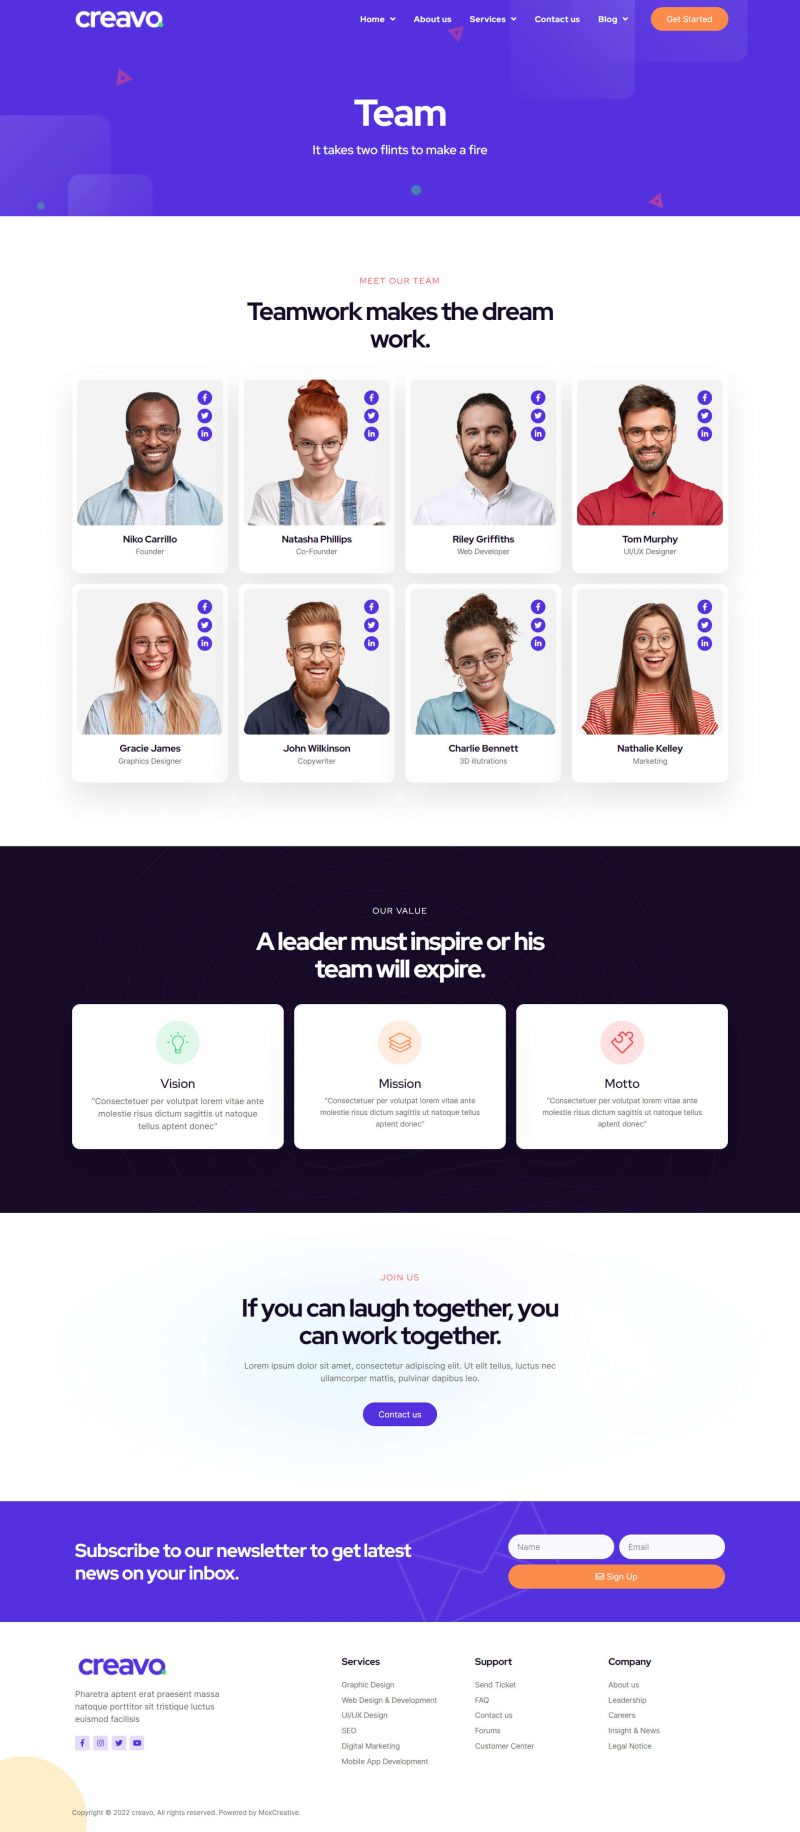 creavo
Home About us Services Contact us Blog Get Started
Team
It takes two flints to make a fire
MEET OUR TEAM
Teamwork makes the dream
work.
Niko Carrillo
Founder
Natasha Phillips
Co-Founder
Riley Griffiths
Web Developer
Tom Murphy
UI/UX Designer
Gracie James
Graphics Designer
John Wilkinson
Copywriter
Charlie Bennett
3D illutrations
Nathalie Kelley
Marketing
OUR VALUE
A leader must inspire or his
team will expire.
Vision
"Consectetuer per volutpat lorem vitae ante
molestie risus dictum sagittis ut natoque
tellus aptent donec"
Mission
"Consectetuer per volutpat lorem vitae ante
molestie risus dictum sagittis ut natoque tellus
aptent donec"
Motto
"Consectetuer per volutpat lorem vitae ante
molestie risus dictum sagittis ut natoque tellus
aptent donec"
JOIN US
If you can laugh together, you
can work together.
Lorem ipsum dolor sit amet, consectetur adipiscing elit. Ut elit tellus, luctus nec
ullamcorper mattis, pulvinar dapibus leo.
Contact us
Subscribe to our newsletter to get latest
news on your inbox.
Name
Email
Sign Up
creavo
Pharetra aptent erat praesent massa
natoque porttitor sit tristique luctus
euismod facilisis
Services
Graphic Design
Web Design & Development
UI/UX Design
SEO
Digital Marketing
Mobile App Development
Support
Send Ticket
FAQ
Contact us
Forums
Customer Center
Company
About us
Leadership
Careers
Insight & News
Legal Notice
Copyright © 2022 creavo, All rights reserved. Powered by MoxCreative.